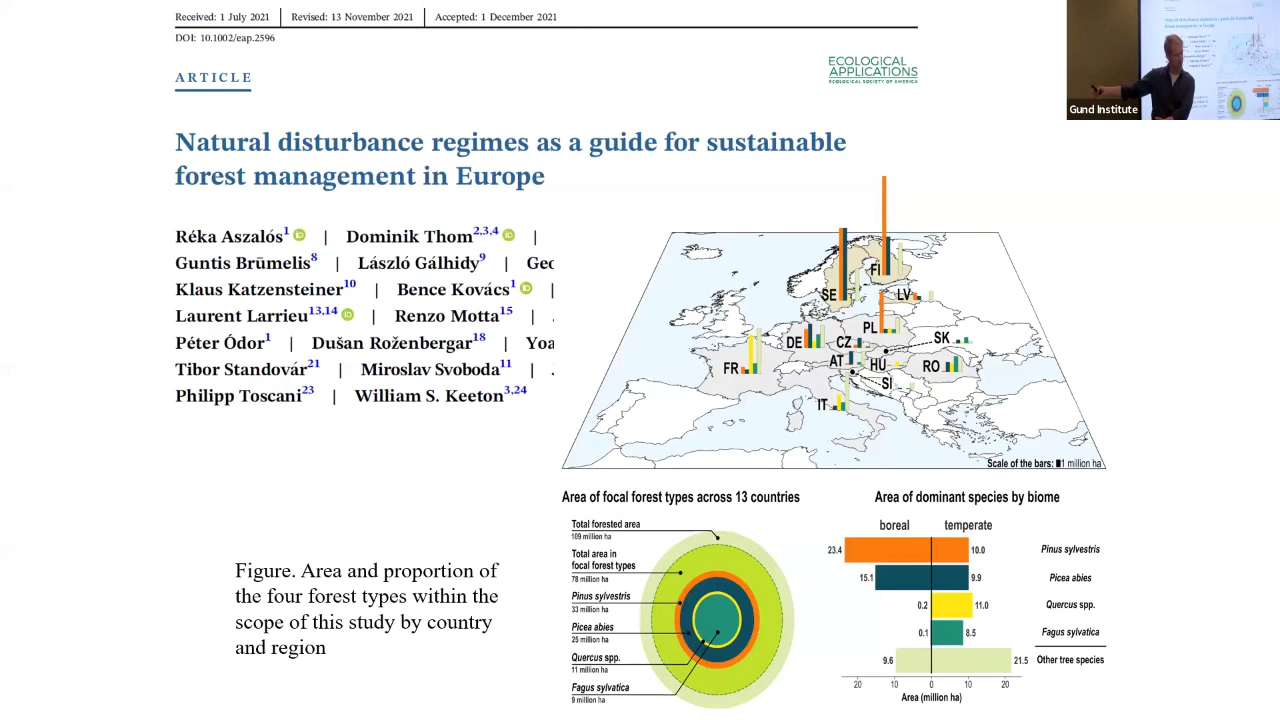 Received: 1 July 2021 | Revised: 13 November 2021 | Accepted: 1 December 2021
DOI: 10.1002/eap.2596
ARTICLE
ECOLOGICAL
APPLICATIONS
ECOLOGICAL SOCIETY OF AMERICA
Gund Institute
Natural disturbance regimes as a guide for sustainable
forest management in Europe
Réka Aszalós1 | Dominik Thom2,3,4 |
Guntis Brūmelis8 | László Gálhidy9 | Geo
Klaus Katzensteiner10 | Bence Kovács1 |
Laurent Larrieu13,14 | Renzo Motta15 |
Péter Ódor1 | Dušan Roženbergar18 | Yoa
Tibor Standovár21 | Miroslav Svoboda11 |
Philipp Toscani23 | William S. Keeton3,24
FI
SE
LV
PL
DE
CZ
SK
AT
HU
FR
RO
SI
IT
Scale of the bars: 1 million ha
Area of focal forest types across 13 countries
Total forested area
109 million ha
Total area in
focal forest types
78 million ha
Pinus sylvestris
33 million ha
Picea abies
25 million ha
Quercus spp.
11 million ha
Fagus sylvatica
9 million ha
Area of dominant species by biome
boreal temperate
23.4 10.0 Pinus sylvestris
15.1 9.9 Picea abies
0.2 11.0 Quercus spp.
0.1 8.5 Fagus sylvatica
9.6 21.5 Other tree species
20 10 0 10 20
Area (million ha)
Figure. Area and proportion of
the four forest types within the
scope of this study by country
and region